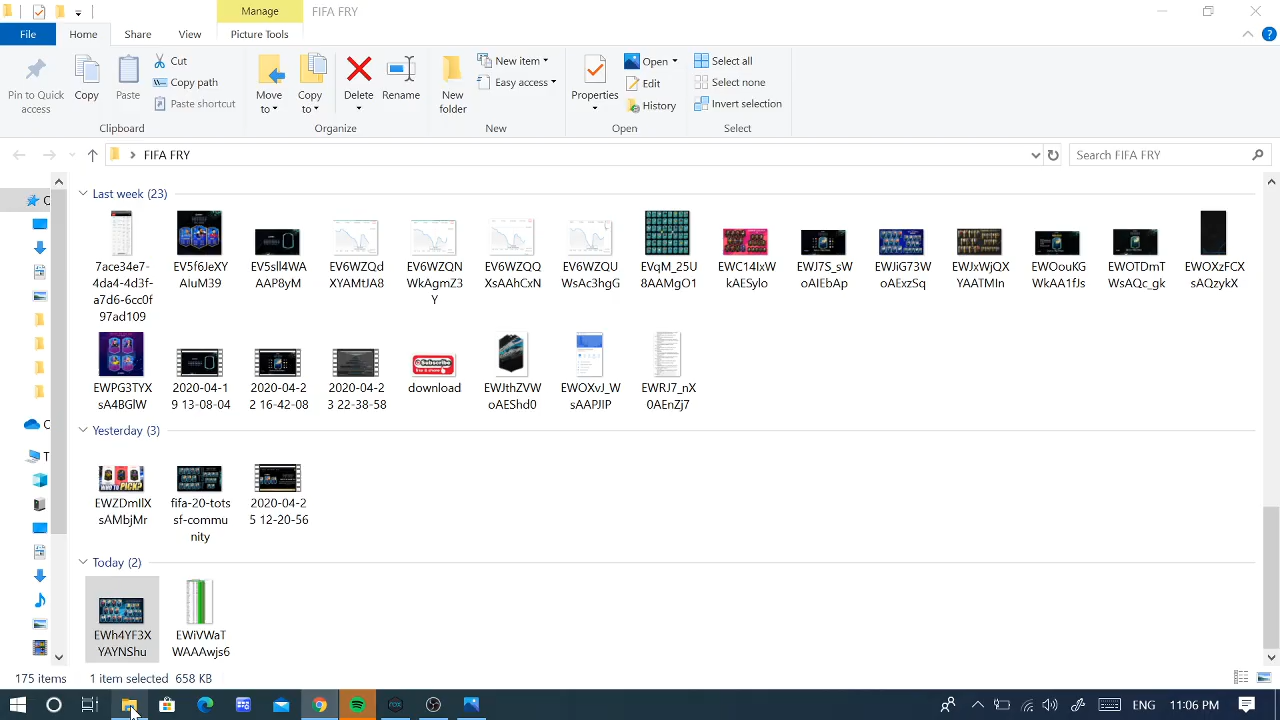 Manage
FIFA FRY
File
Home
Share
View
Picture Tools
Pin to Quick access
Copy
Paste
Cut
Copy path
Paste shortcut
Move to
Copy to
Delete
Rename
New folder
New item
Easy access
Properties
Open
Edit
History
Select all
Select none
Invert selection
Clipboard
Organize
New
Open
Select
FIFA FRY
Search FIFA FRY
Last week (23)
7ace34e7-
4da4-4d3f-
a7de-6cc0f
97ad109
EV5f6JeXY
AIuU139
EV5sll4WA
AAP8yM
EV6WZQd
XYAMtJA8
EV6WZQN
WkAgmZ3
Y
EV6WZQQ
XsAAhCxN
EV6WZQU
WsAc3hgG
EVqM_25U
8AAMgO1
EWC14IxW
kAESyIo
EWJ7S_sW
oAIEbAp
EWJiG73W
oAExzSq
EWJxWjQX
YAATMIn
EWOouKG
WkAA1fJs
EWOTDmT
WsAQc_gk
EWOXzFCX
sAQzykX
EWPG31YX
sA4BGlW
2020-04-1
9 13-08-04
2020-04-2
2 16-42-08
2020-04-2
3 22-38-58
download
EWJthZVW
oAEShd0
EWQXvJ_W
sAAPJIP
EWRJ7_nX
0AEnZj7
Yesterday (3)
EWZDmIlX
sAMbjMr
fifa-20-tots
sf-commu
nity
2020-04-2
5 12-20-56
Today (2)
EWh4YF3X
YAYNShu
EWiVWaT
WAAAwjs6
175 items
1 item selected 658 KB
ENG
11:00 PM